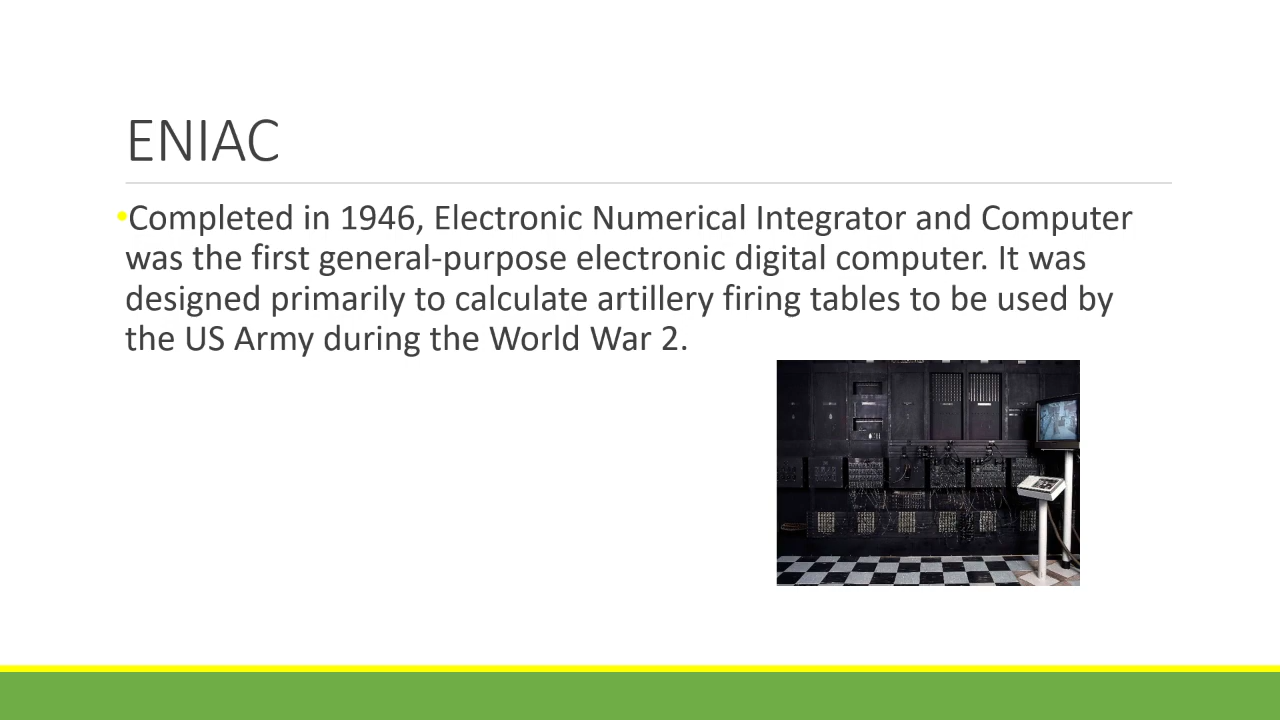 ENIAC
•Completed in 1946, Electronic Numerical Integrator and Computer
was the first general-purpose electronic digital computer. It was
designed primarily to calculate artillery firing tables to be used by
the US Army during the World War 2.